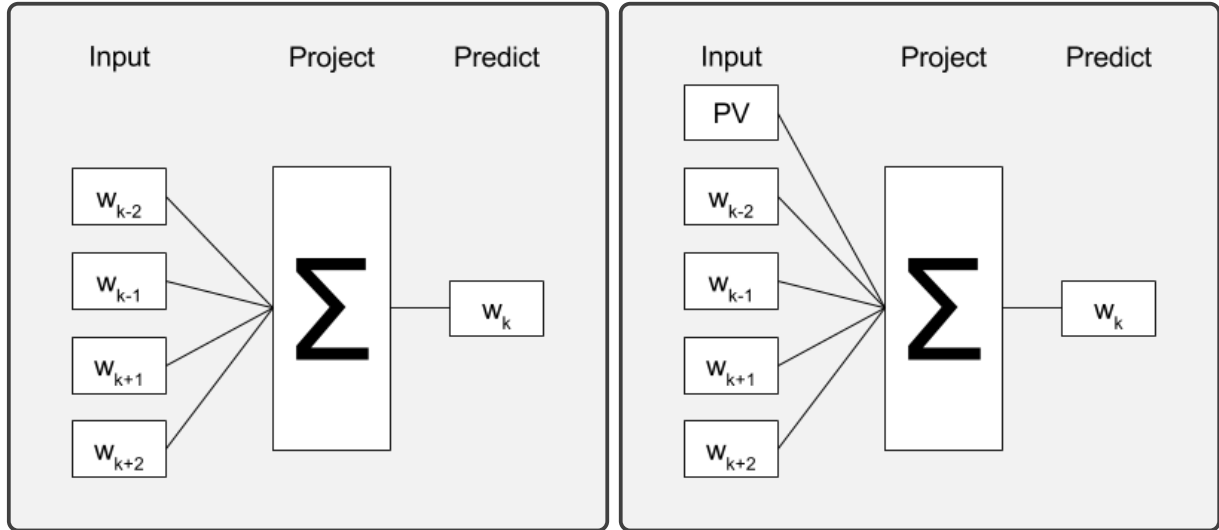 Input Project Predict
w_{k-2}
w_{k-1}
w_{k+1}
w_{k+2}
Σ
w_k
Input Project Predict
PV
w_{k-2}
w_{k-1}
w_{k+1}
w_{k+2}
Σ
w_k